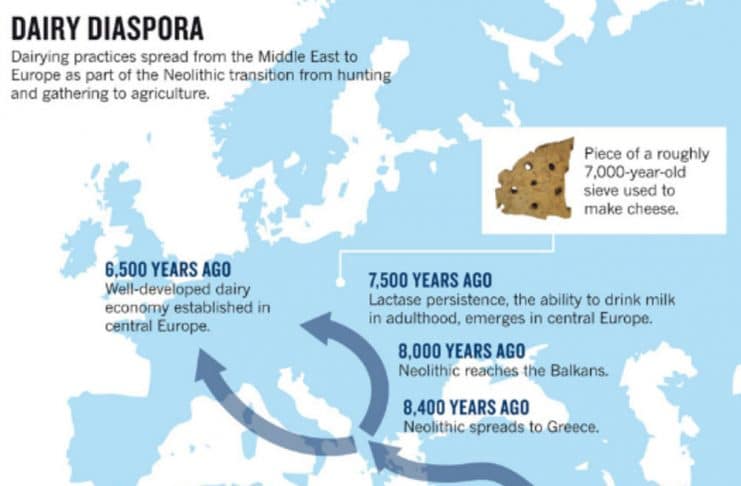 DAIRY DIASPORA
Dairying practices spread from the Middle East to
Europe as part of the Neolithic transition from hunting
and gathering to agriculture.
Piece of a roughly
7,000-year-old
sieve used to
make cheese.
6,500 YEARS AGO
Well-developed dairy
economy established in
central Europe.
7,500 YEARS AGO
Lactase persistence, the ability to drink milk
in adulthood, emerges in central Europe.
8,000 YEARS AGO
Neolithic reaches the Balkans.
8,400 YEARS AGO
Neolithic spreads to Greece.